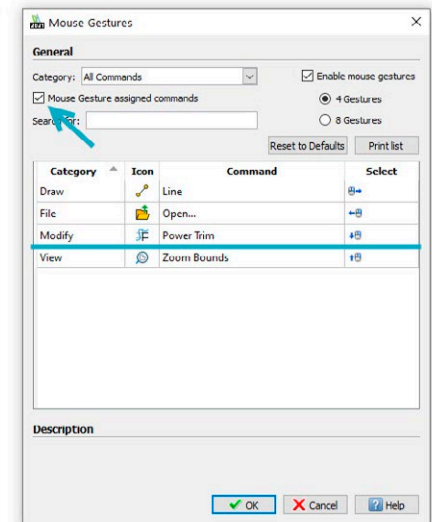 Mouse Gestures
General
Category: All Commands
Enable mouse gestures
Mouse Gesture assigned commands
4 Gestures
Search for:
8 Gestures
Reset to Defaults Print list
Category Icon Command Select
Draw Line
File Open...
Modify Power Trim
View Zoom Bounds
Description
OK Cancel Help